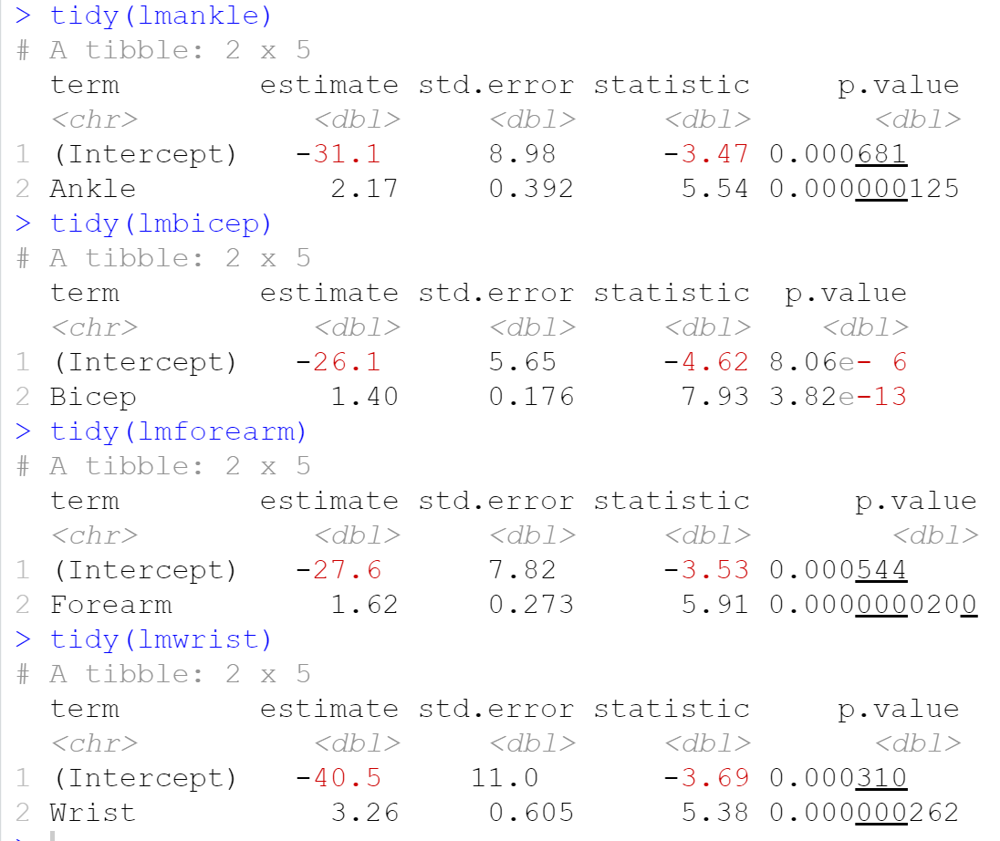 > tidy(lmankle)
# A tibble: 2 x 5
  term        estimate std.error statistic     p.value
  <chr>          <dbl>     <dbl>     <dbl>       <dbl>
1 (Intercept)   -31.1      8.98      -3.47 0.000681
2 Ankle           2.17     0.392      5.54 0.000000125
> tidy(lmbicep)
# A tibble: 2 x 5
  term        estimate std.error statistic  p.value
  <chr>          <dbl>     <dbl>     <dbl>    <dbl>
1 (Intercept)   -26.1      5.65      -4.62 8.06e- 6
2 Bicep           1.40     0.176      7.93 3.82e-13
> tidy(lmforearm)
# A tibble: 2 x 5
  term        estimate std.error statistic      p.value
  <chr>          <dbl>     <dbl>     <dbl>        <dbl>
1 (Intercept)   -27.6      7.82      -3.53 0.000544
2 Forearm         1.62     0.273      5.91 0.0000000200
> tidy(lmwrist)
# A tibble: 2 x 5
  term        estimate std.error statistic     p.value
  <chr>          <dbl>     <dbl>     <dbl>       <dbl>
1 (Intercept)   -40.5     11.0       -3.69 0.000310
2 Wrist           3.26     0.605      5.38 0.000000262
>